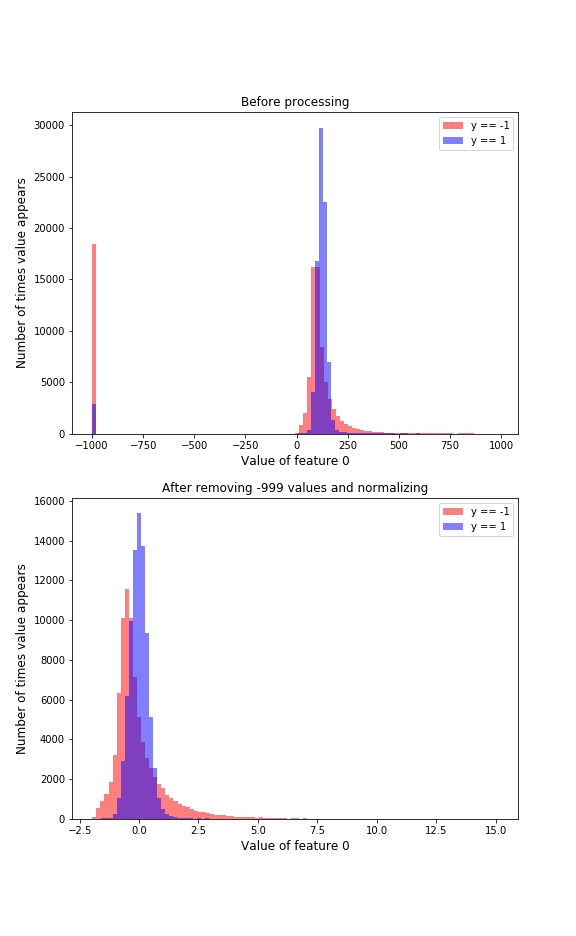 Before processing
30000
25000
20000
15000
10000
5000
0
Number of times value appears
y == -1
y == 1
−1000 −750 −500 −250 0 250 500 750 1000
Value of feature 0
After removing -999 values and normalizing
16000
14000
12000
10000
8000
6000
4000
2000
0
Number of times value appears
y == -1
y == 1
−2.5 0.0 2.5 5.0 7.5 10.0 12.5 15.0
Value of feature 0